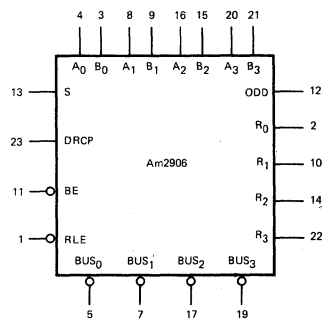 4 3 8 9 16 15 20 21
A0 B0 A1 B1 A2 B2 A3 B3
13 S ODD 12
R0 2
23 DRCP
Am2906
R1 10
11 BE
R2 14
1 RLE
R3 22
BUS0 BUS1 BUS2 BUS3
5 7 17 19